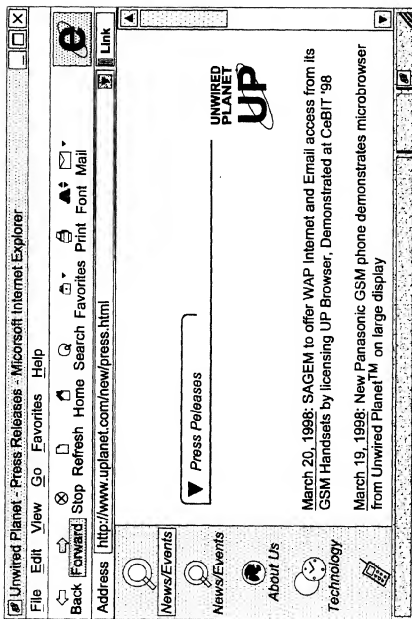 Unwired Planet - Press Releases - Micorsoft Internet Explorer
File Edit View Go Favorites Help
Back Forward Stop Refresh Home Search Favorites Print Font Mail
Address http://www.uplanet.com/new/press.html Link
News/Events
News/Events
About Us
Technology
Press Peleases
UNWIRED
PLANET
UP
March 20, 1998: SAGEM to offer WAP Internet and Email access from its
GSM Handsets by licensing UP Browser, Demonstrated at CeBIT '98
March 19, 1998: New Panasonic GSM phone demonstrates microbrowser
from Unwired Planet™ on large display